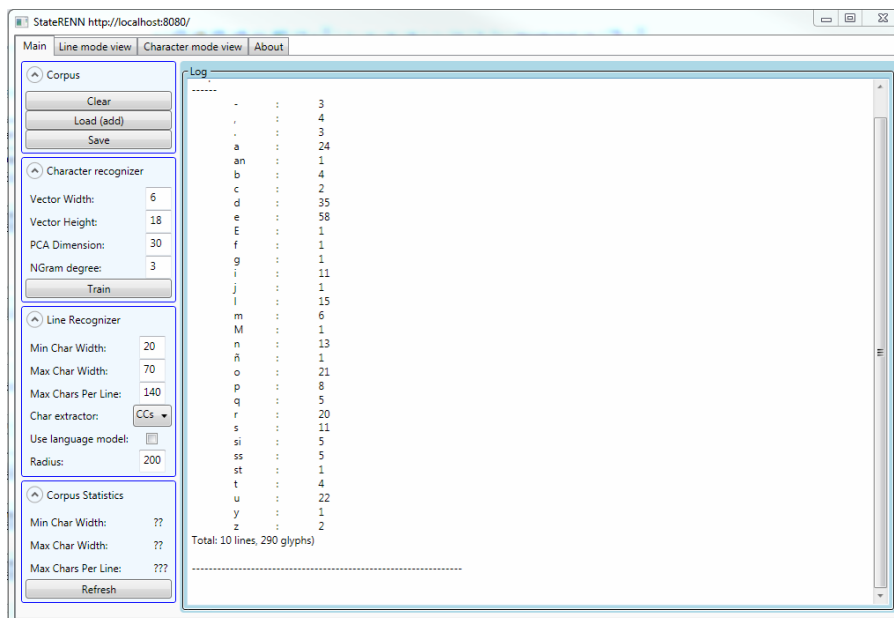 StateRENN http://localhost:8080/
Main Line mode view Character mode view About
Corpus
Clear
Load (add)
Save
Character recognizer
Vector Width: 6
Vector Height: 18
PCA Dimension: 30
NGram degree: 3
Train
Line Recognizer
Min Char Width: 20
Max Char Width: 70
Max Chars Per Line: 140
Char extractor: CCs
Use language model:
Radius: 200
Corpus Statistics
Min Char Width: ??
Max Char Width: ??
Max Chars Per Line: ???
Refresh
Log
------
- : 3
, : 4
. : 3
a : 24
an : 1
b : 4
c : 2
d : 35
e : 58
E : 1
f : 1
g : 1
i : 11
j : 1
l : 15
m : 6
M : 1
n : 13
ñ : 1
o : 21
p : 8
q : 5
r : 20
s : 11
si : 5
ss : 5
st : 1
t : 4
u : 22
y : 1
z : 2
Total: 10 lines, 290 glyphs)
----------------------------------------------------------------